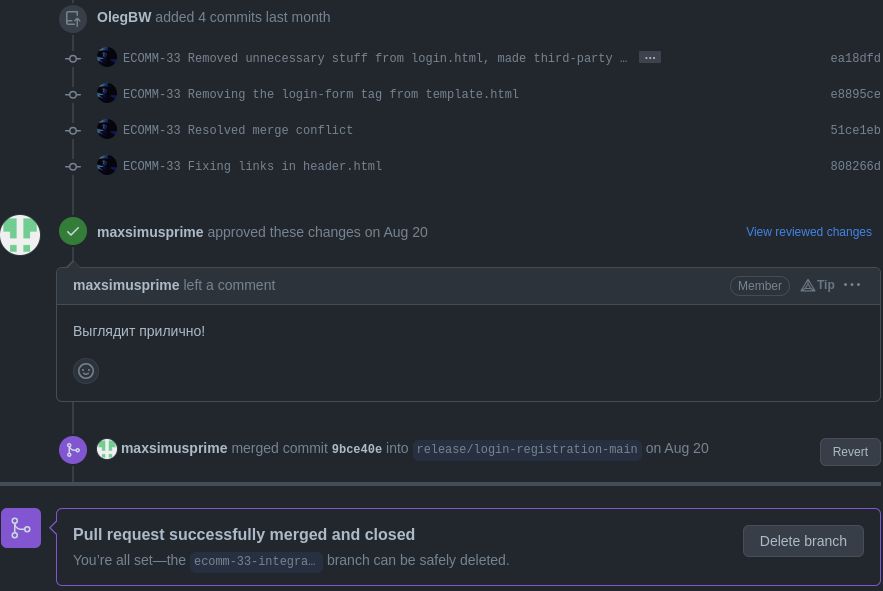 OlegBW added 4 commits last month
ECOMM-33 Removed unnecessary stuff from login.html, made third-party … ... ea18dfd
ECOMM-33 Removing the login-form tag from template.html e8895ce
ECOMM-33 Resolved merge conflict 51ce1eb
ECOMM-33 Fixing links in header.html 808266d
maxsimusprime approved these changes on Aug 20 View reviewed changes
maxsimusprime left a comment Member Tip ...
Выглядит прилично!
maxsimusprime merged commit 9bce40e into release/login-registration-main on Aug 20 Revert
Pull request successfully merged and closed
You’re all set—the ecomm-33-integra… branch can be safely deleted.
Delete branch